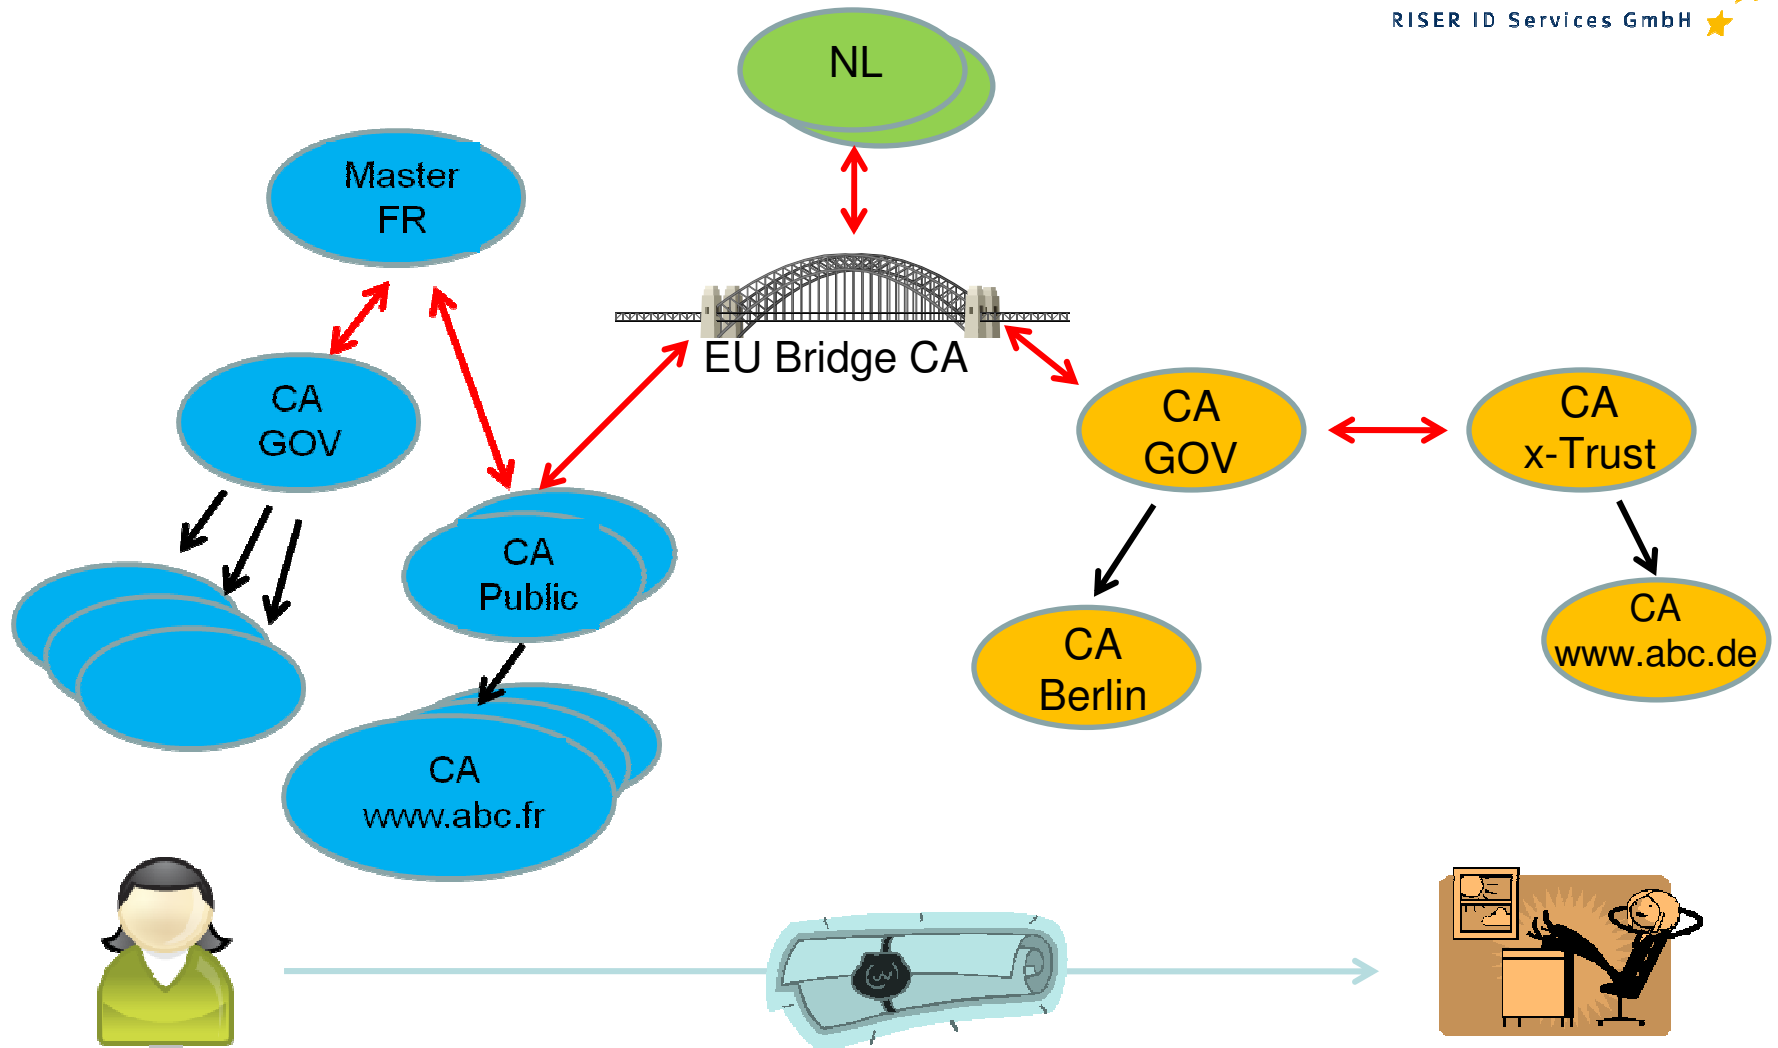 RISER ID Services GmbH
NL
Master
FR
EU Bridge CA
CA
GOV
CA
GOV
CA
x-Trust
CA
Public
CA
Berlin
CA
www.abc.de
CA
www.abc.fr